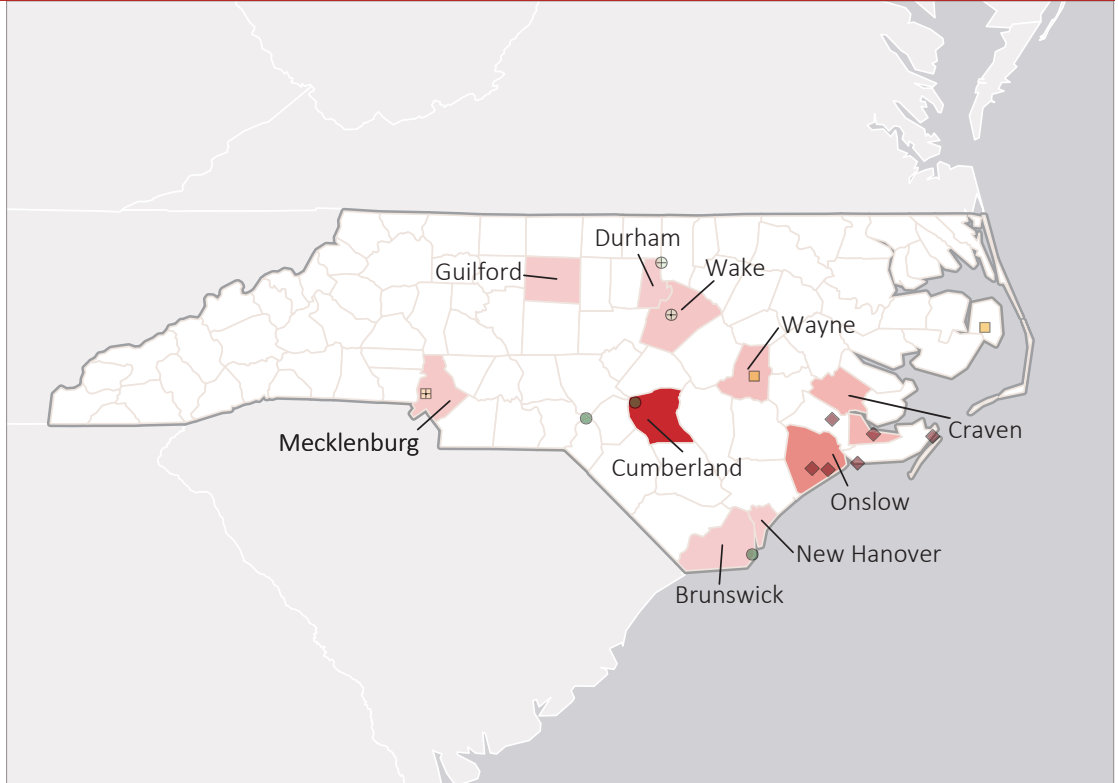 Durham
Guilford
Wake
Wayne
Mecklenburg
Craven
Cumberland
Onslow
New Hanover
Brunswick